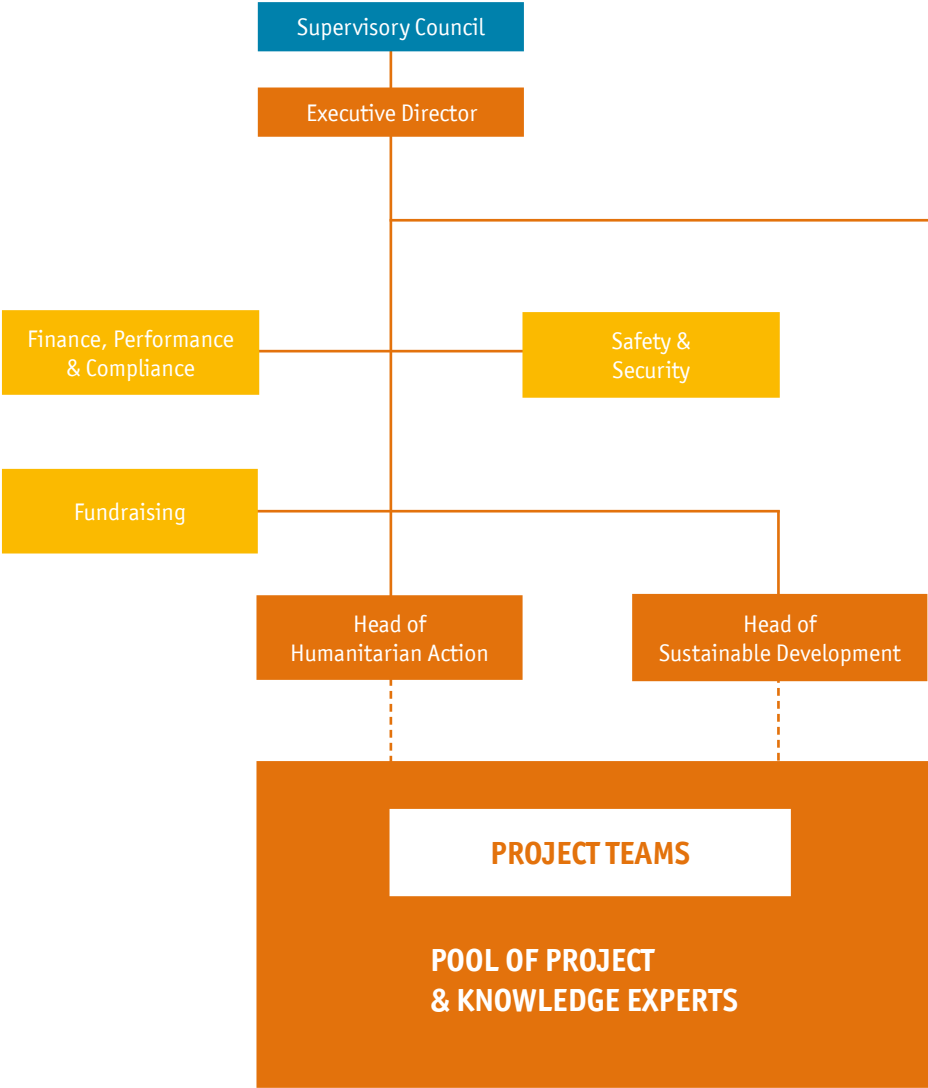 Supervisory Council
Executive Director
Finance, Performance
& Compliance
Safety &
Security
Fundraising
Head of
Humanitarian Action
Head of
Sustainable Development
PROJECT TEAMS
POOL OF PROJECT
& KNOWLEDGE EXPERTS